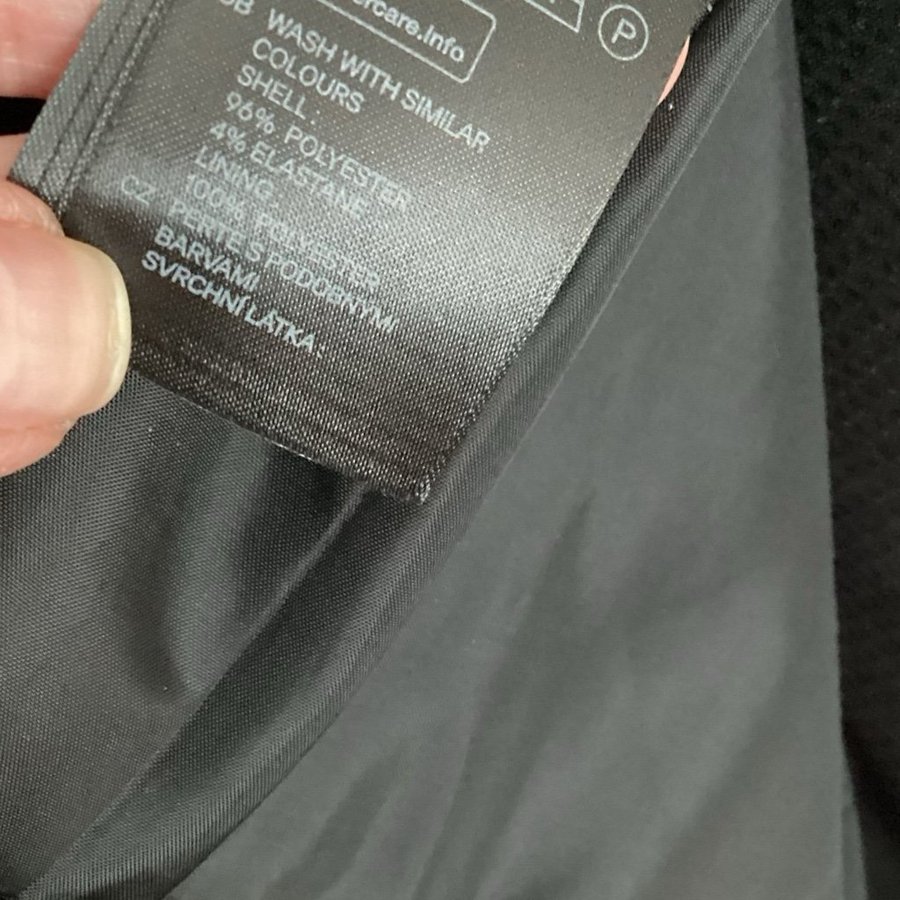 ercare.info
P
GB WASH WITH SIMILAR
COLOURS
SHELL:
96% POLYESTER
4% ELASTANE
LINING
100% POLYESTER
CZ PERTE S PODOBNÝMI
BARVAMI
SVRCHNÍ LÁTKA: